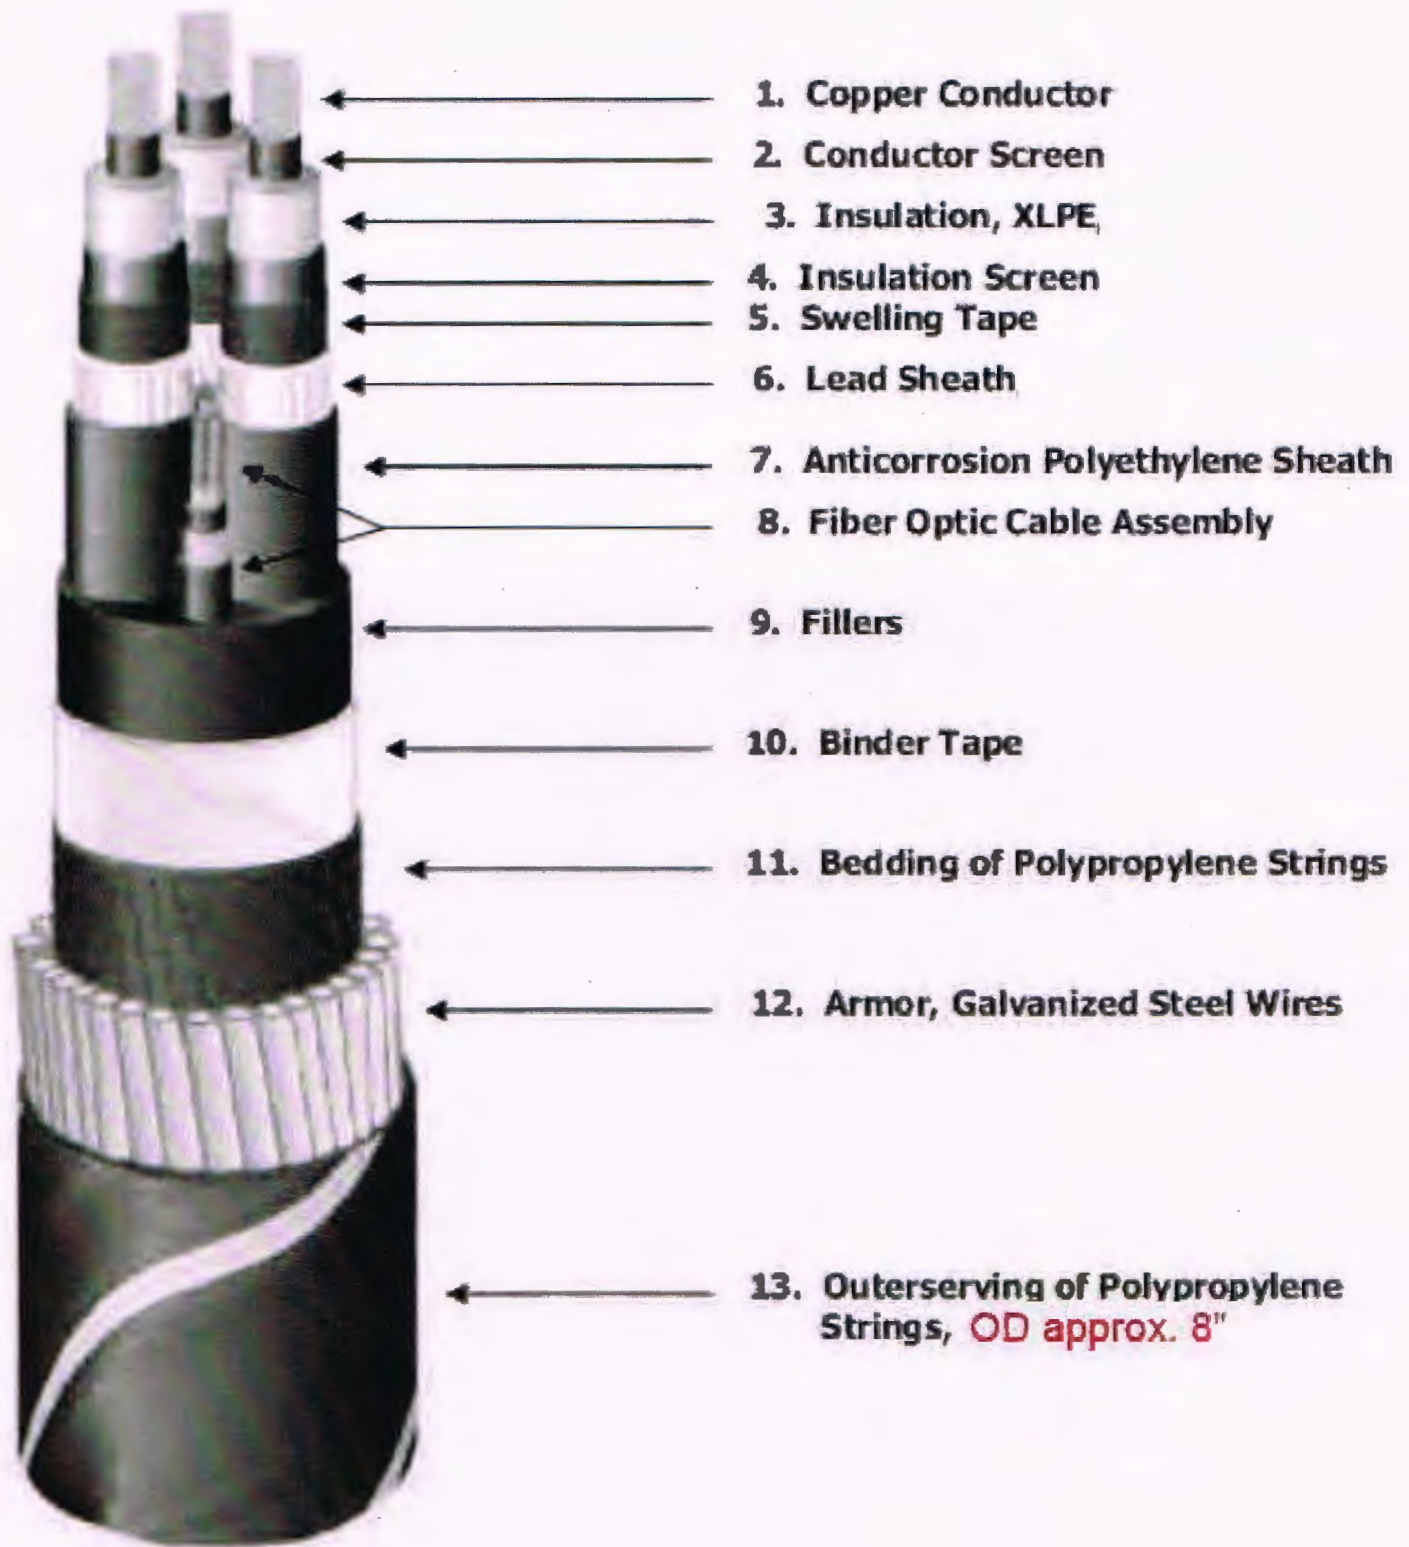 1. Copper Conductor
2. Conductor Screen
3. Insulation, XLPE,
4. Insulation Screen
5. Swelling Tape
6. Lead Sheath
7. Anticorrosion Polyethylene Sheath
8. Fiber Optic Cable Assembly
9. Fillers
10. Binder Tape
11. Bedding of Polypropylene Strings
12. Armor, Galvanized Steel Wires
13. Outerserving of Polypropylene
Strings, OD approx. 8"